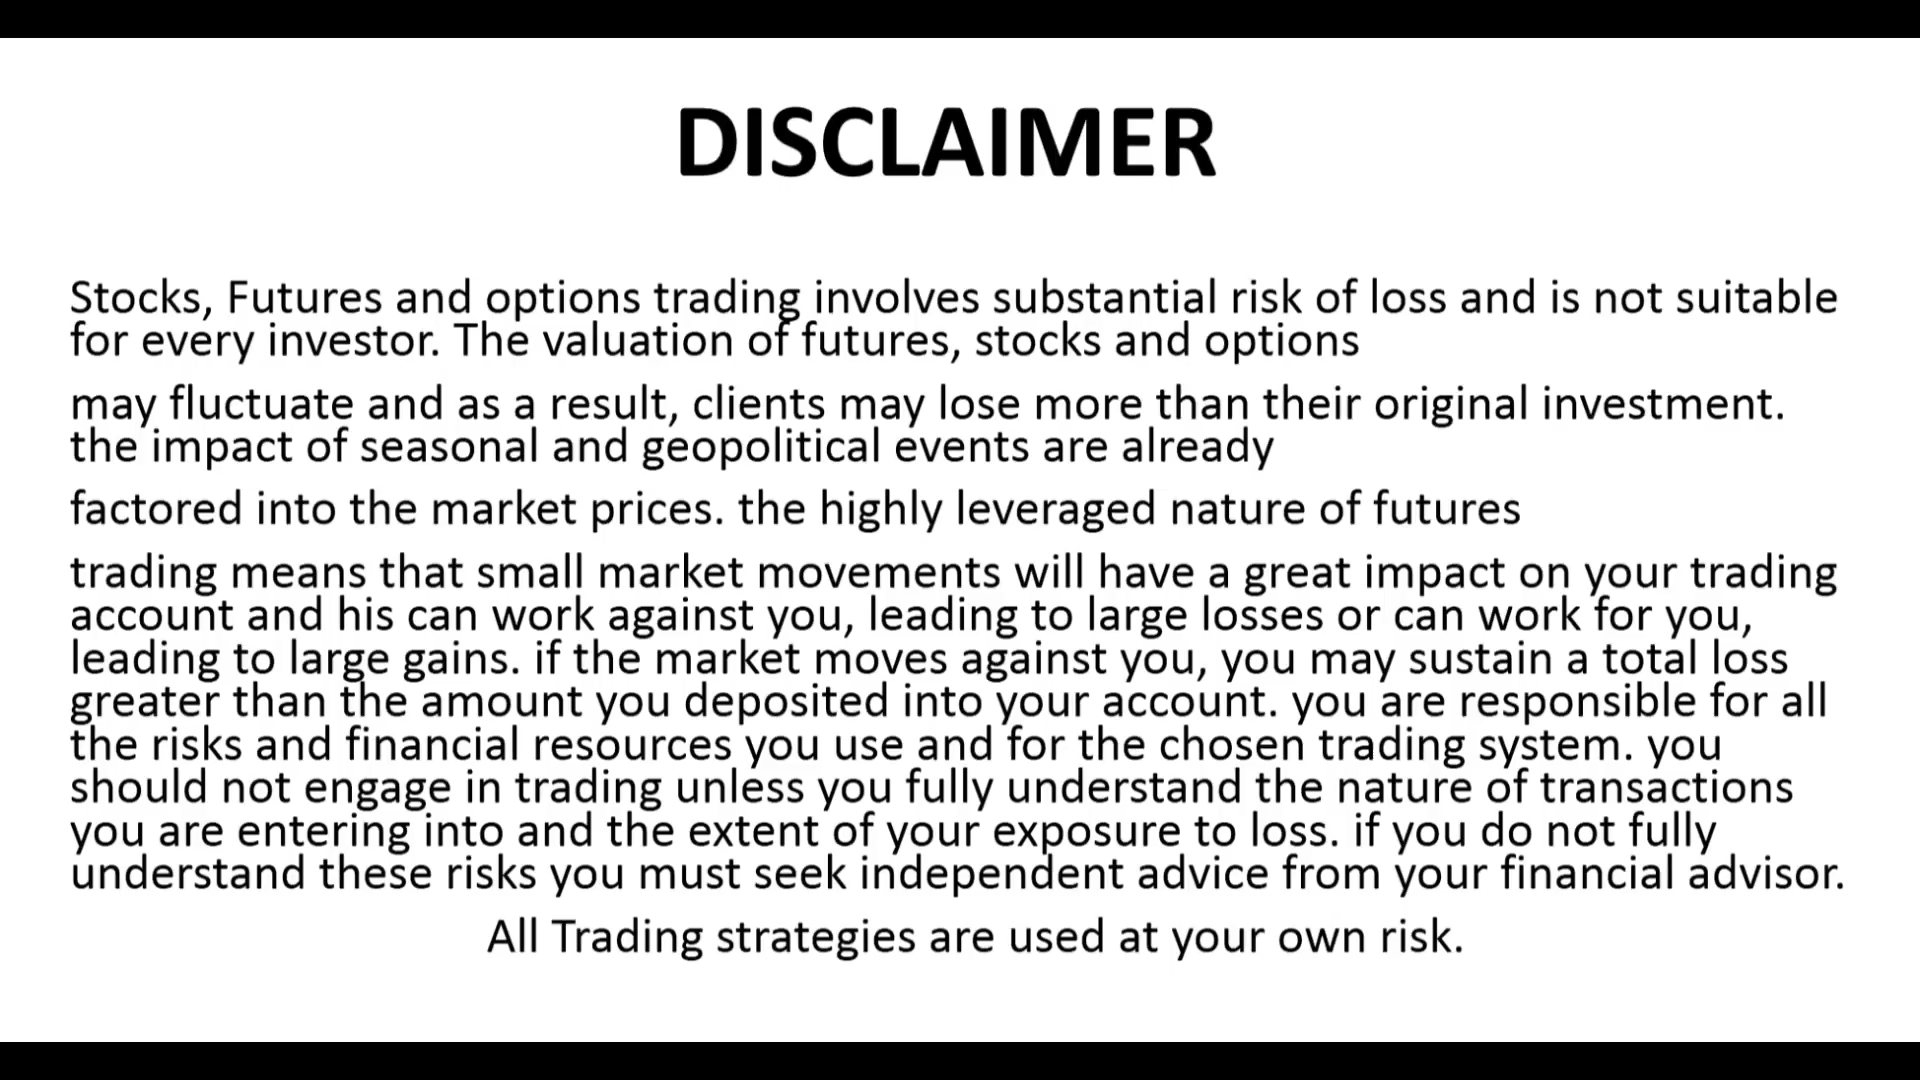 DISCLAIMER
Stocks, Futures and options trading involves substantial risk of loss and is not suitable
for every investor. The valuation of futures, stocks and options
may fluctuate and as a result, clients may lose more than their original investment.
the impact of seasonal and geopolitical events are already
factored into the market prices. the highly leveraged nature of futures
trading means that small market movements will have a great impact on your trading
account and his can work against you, leading to large losses or can work for you,
leading to large gains. if the market moves against you, you may sustain a total loss
greater than the amount you deposited into your account. you are responsible for all
the risks and financial resources you use and for the chosen trading system. you
should not engage in trading unless you fully understand the nature of transactions
you are entering into and the extent of your exposure to loss. if you do not fully
understand these risks you must seek independent advice from your financial advisor.
All Trading strategies are used at your own risk.